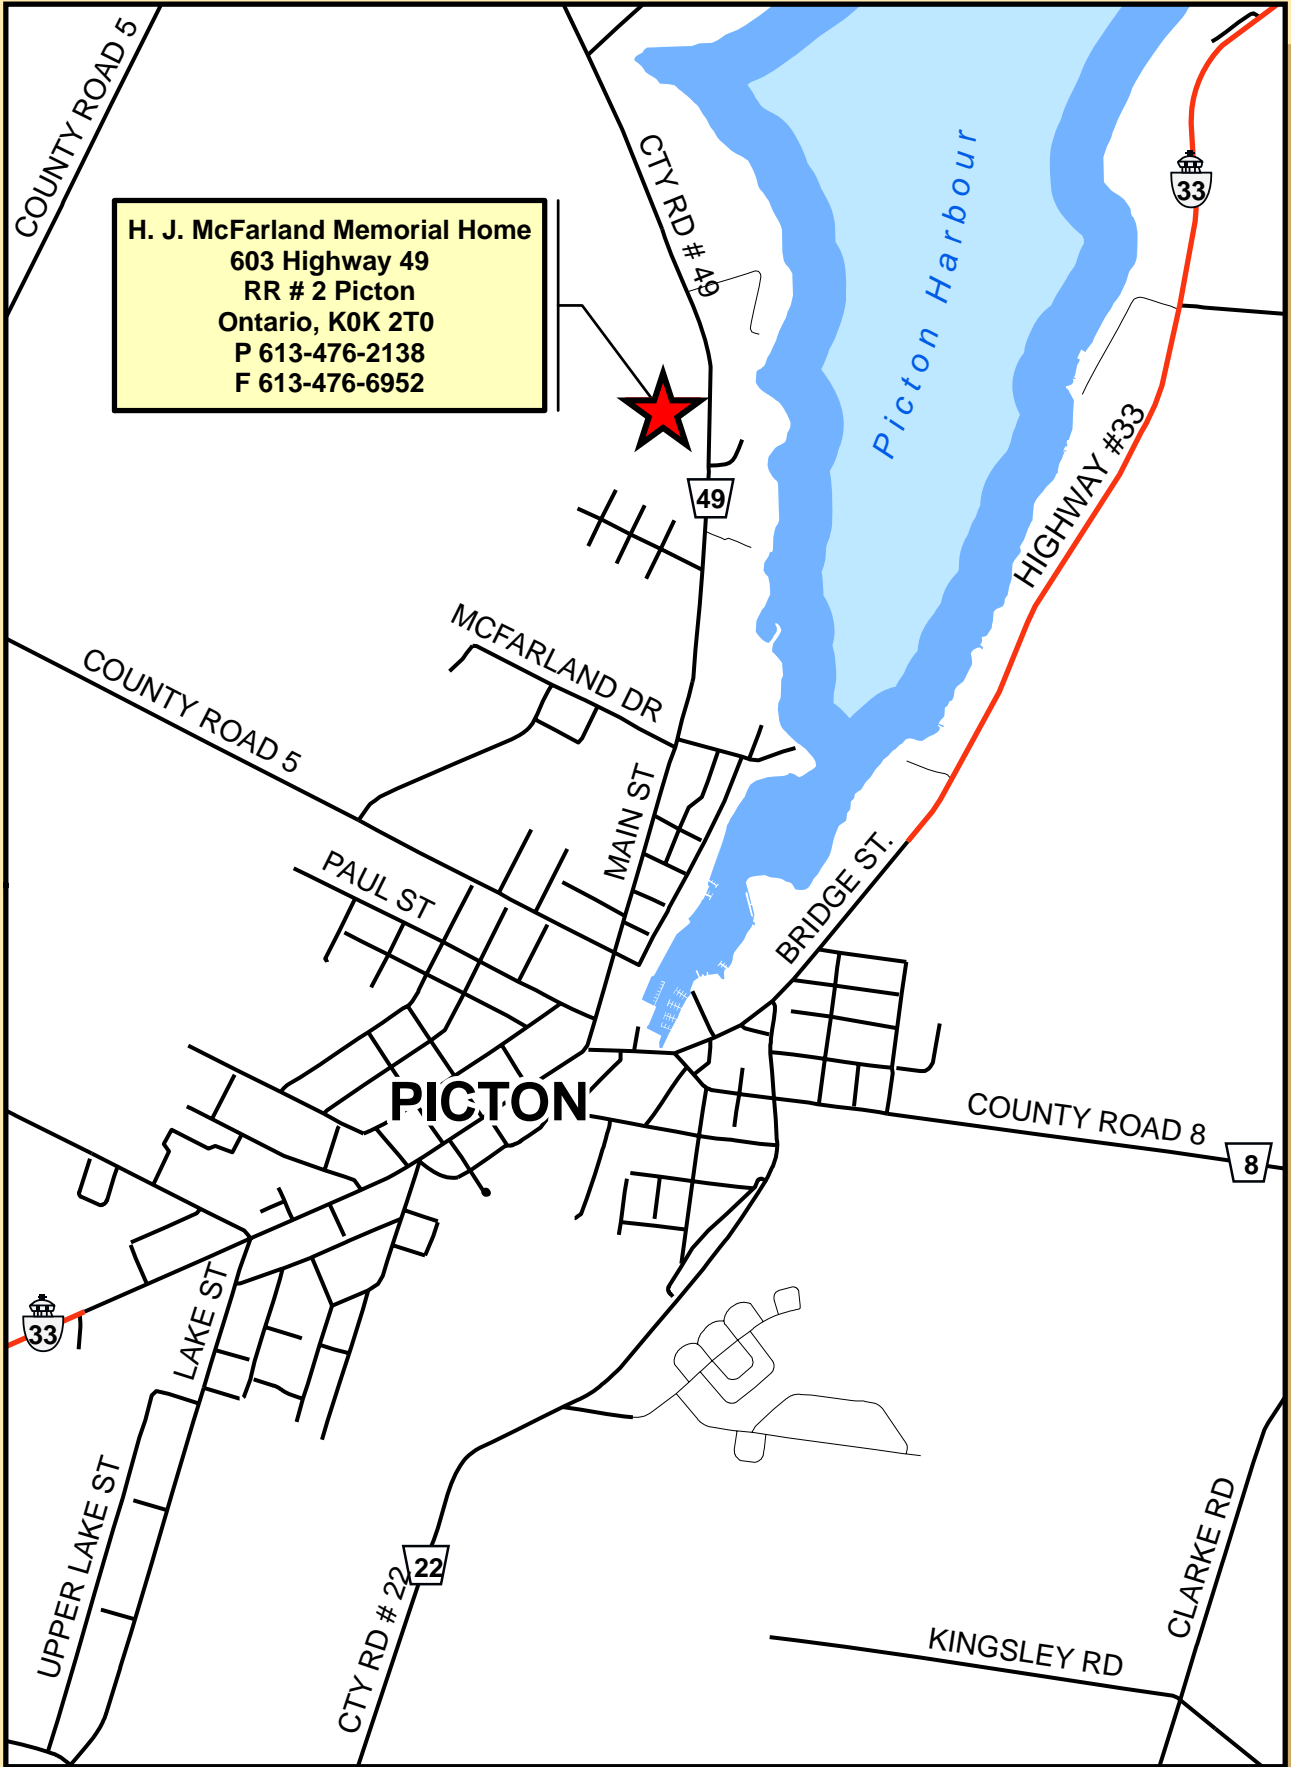 COUNTY ROAD 5
CTY RD # 49
Picton Harbour
33
H. J. McFarland Memorial Home
603 Highway 49
RR # 2 Picton
Ontario, K0K 2T0
P 613-476-2138
F 613-476-6952
49
HIGHWAY #33
MCFARLAND DR
COUNTY ROAD 5
MAIN ST
PAUL ST
BRIDGE ST.
PICTON
COUNTY ROAD 8
8
LAKE ST
33
UPPER LAKE ST
22
CTY RD # 22
CLARKE RD
KINGSLEY RD